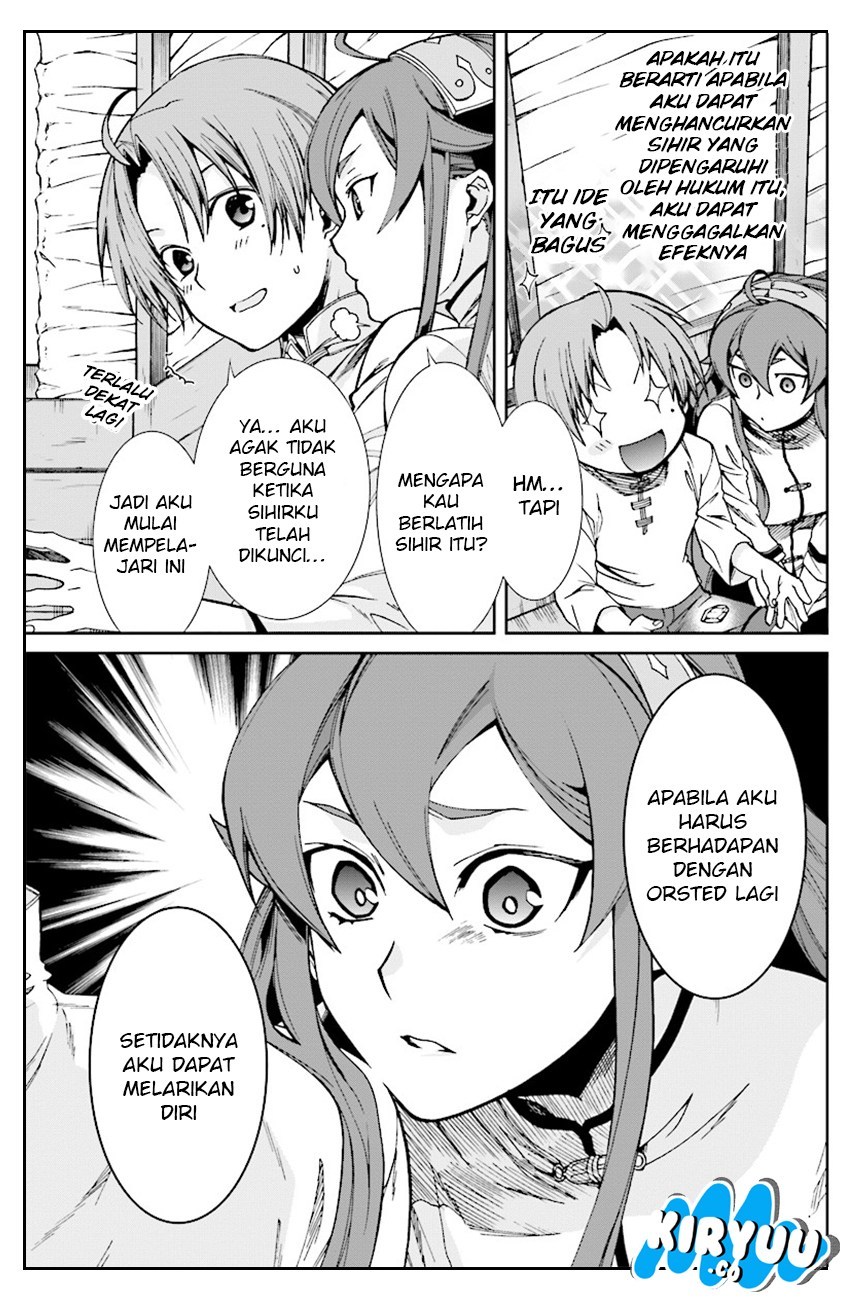 APAKAH ITU
BERARTI APABILA
AKU DAPAT
MENGHANCURKAN
SIHIR YANG
DIPENGARUHI
OLEH HUKUM ITU,
AKU DAPAT
MENGGAGALKAN
EFEKNYA
ITU IDE
YANG
BAGUS
HM...
TAPI
MENGAPA
KAU
BERLATIH
SIHIR ITU?
YA... AKU
AGAK TIDAK
BERGUNA
KETIKA
SIHIRKU
TELAH
DIKUNCI...
JADI AKU
MULAI
MEMPELA-
JARI INI
TERLALU
DEKAT
LAGI
APABILA AKU
HARUS
BERHADAPAN
DENGAN
ORSTED LAGI
SETIDAKNYA
AKU DAPAT
MELARIKAN
DIRI
KIRYUU
.CO